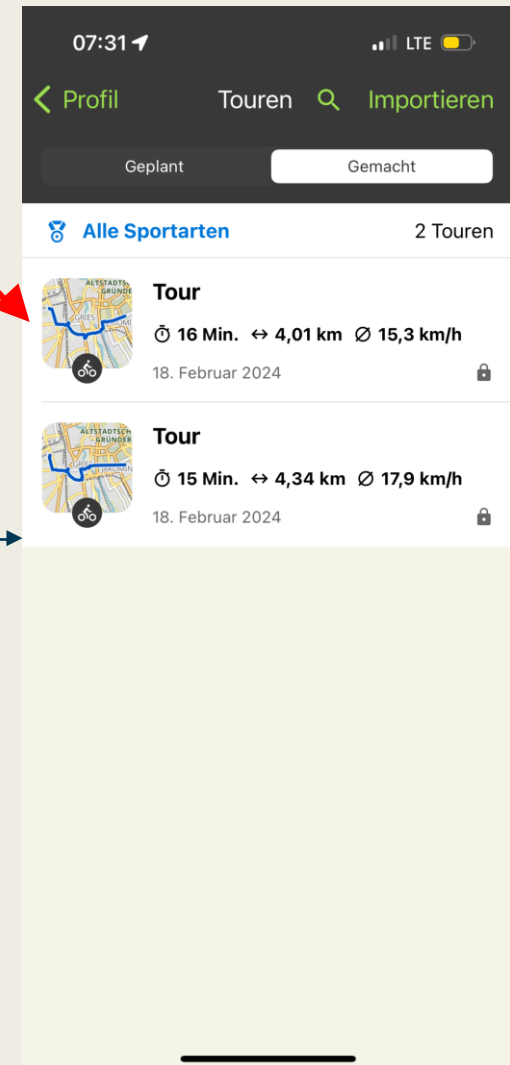 07:31 LTE
Profil Touren Importieren
Geplant Gemacht
Alle Sportarten 2 Touren
Tour
16 Min. ↔ 4,01 km Ø 15,3 km/h
18. Februar 2024
Tour
15 Min. ↔ 4,34 km Ø 17,9 km/h
18. Februar 2024